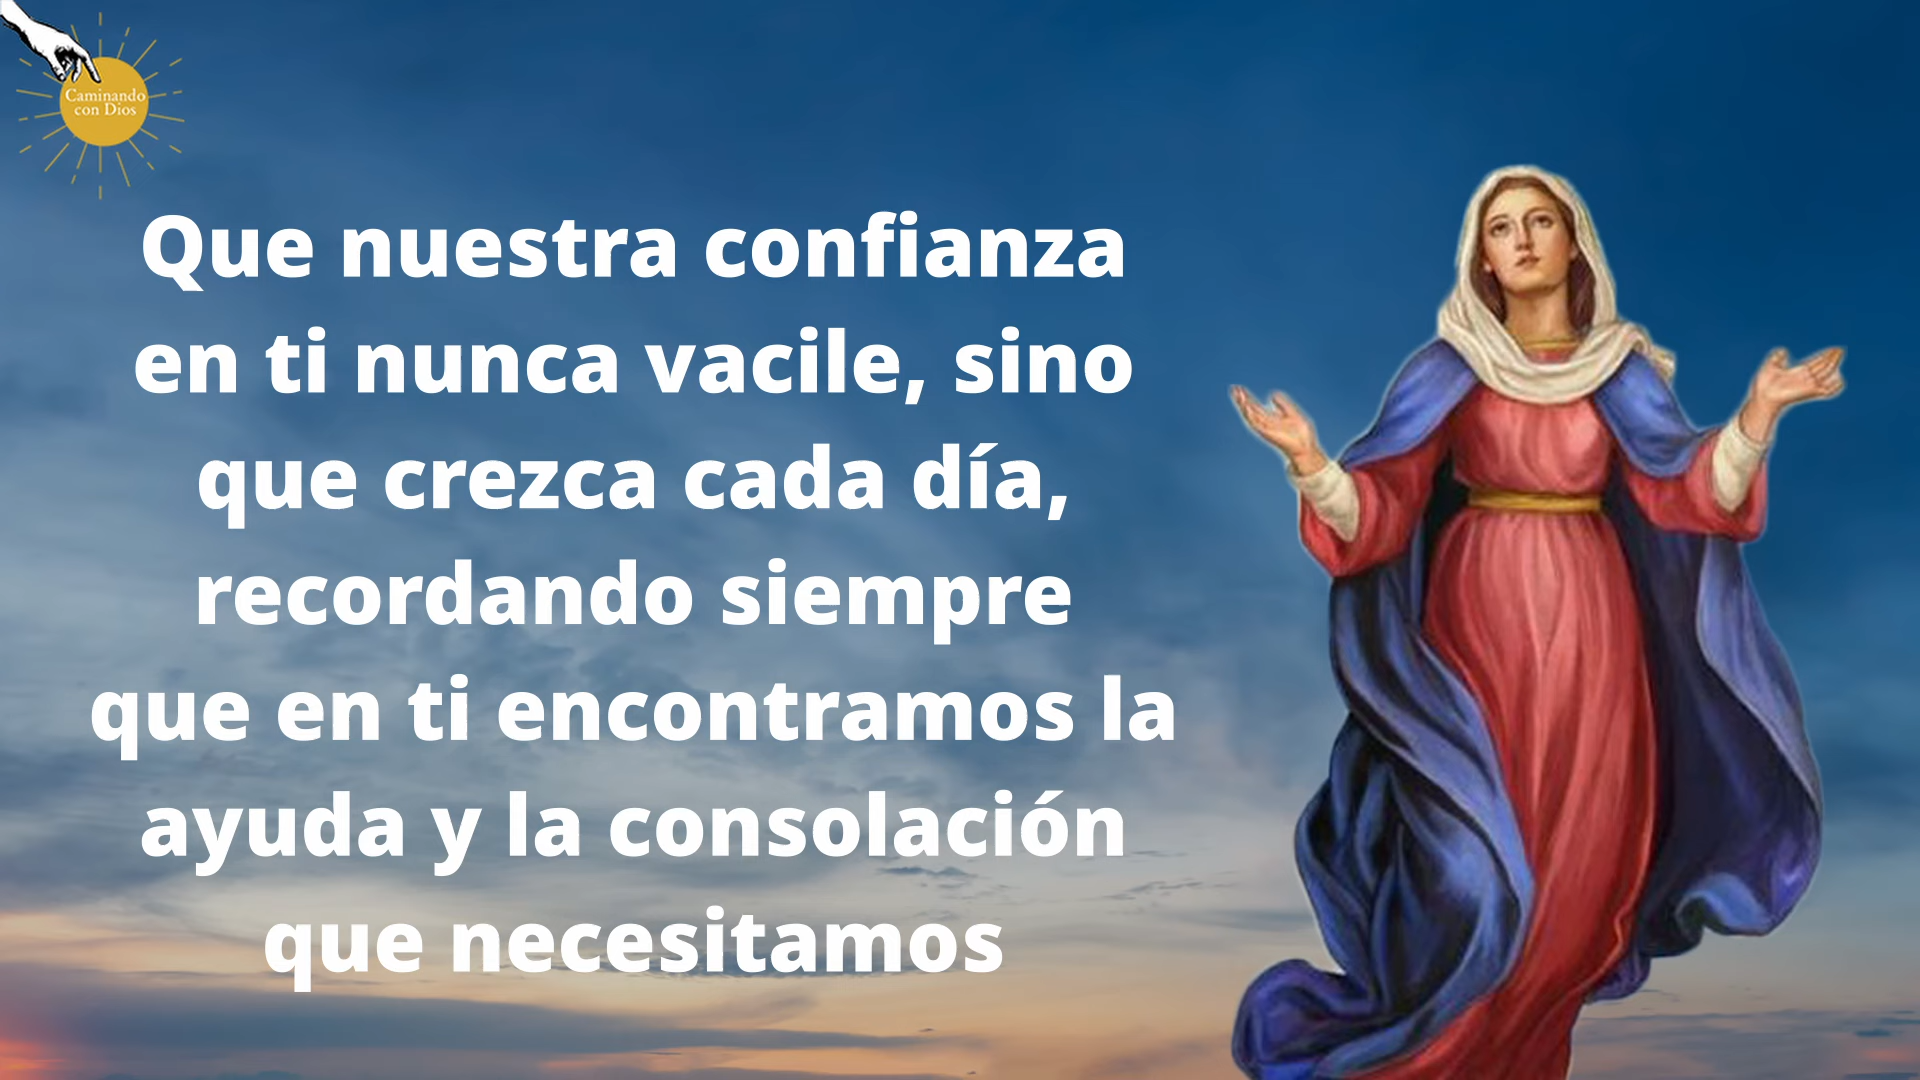 Caminando
con Dios
Que nuestra confianza
en ti nunca vacile, sino
que crezca cada día,
recordando siempre
que en ti encontramos la
ayuda y la consolación
que necesitamos